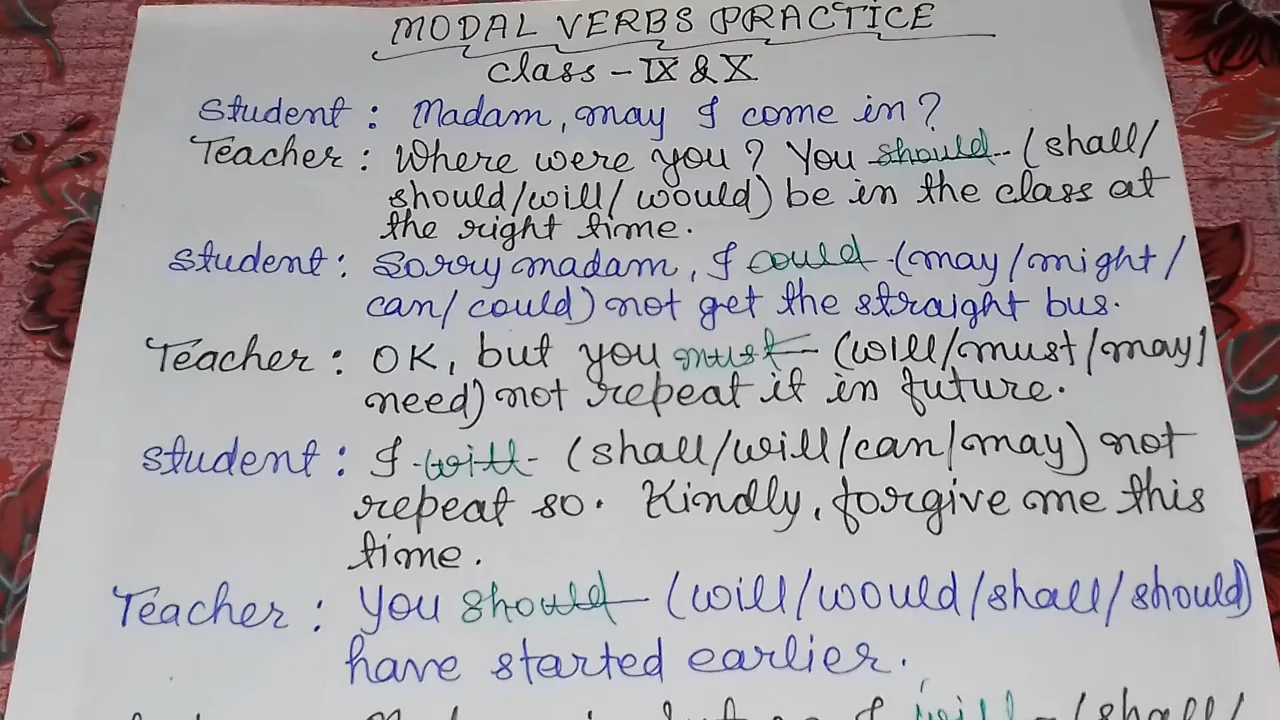 MODAL VERBS PRACTICE
class - IX & X
Student : Madam, may I come in?
Teacher : Where were you? You should (shall/
should/will/would) be in the class at
the right time.
Student : Sorry madam, I could (may/might/
can/could) not get the straight bus.
Teacher : OK, but you must (will/must/may/
need) not repeat it in future.
Student : I will (shall/will/can/may) not
repeat so. Kindly, forgive me this
time.
Teacher : You should (will/would/shall/should)
have started earlier.
I will (shall/